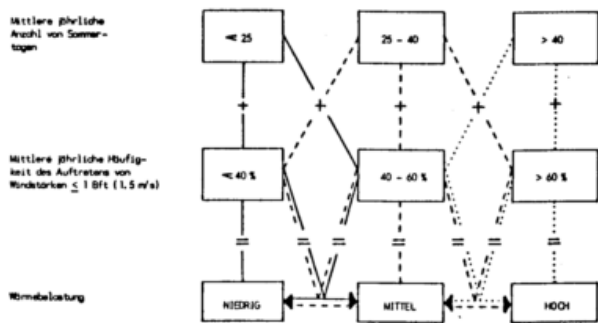 Mittlere jährliche
Anzahl von Sommer-
tagen
≪ 25
25 - 40
> 40
+ + + + +
Mittlere jährliche Häufig-
keit des Auftretens von
Windstärken ≤ 1 Bft (1,5 m/s)
≪ 40 %
40 - 60 %
> 60 %
= = = = = = =
Wärmebelastung
NIEDRIG
MITTEL
HOCH